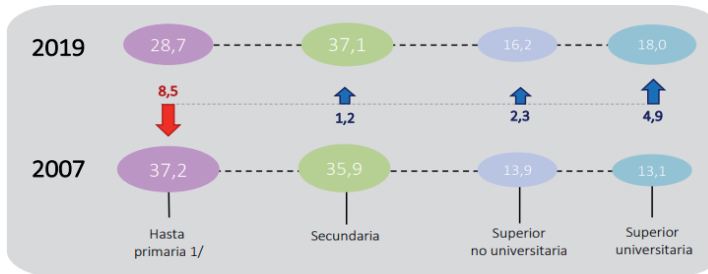 2019
28,7
37,1
16,2
18,0
8,5
1,2
2,3
4,9
2007
37,2
35,9
13,9
13,1
Hasta
primaria 1/
Secundaria
Superior
no universitaria
Superior
universitaria